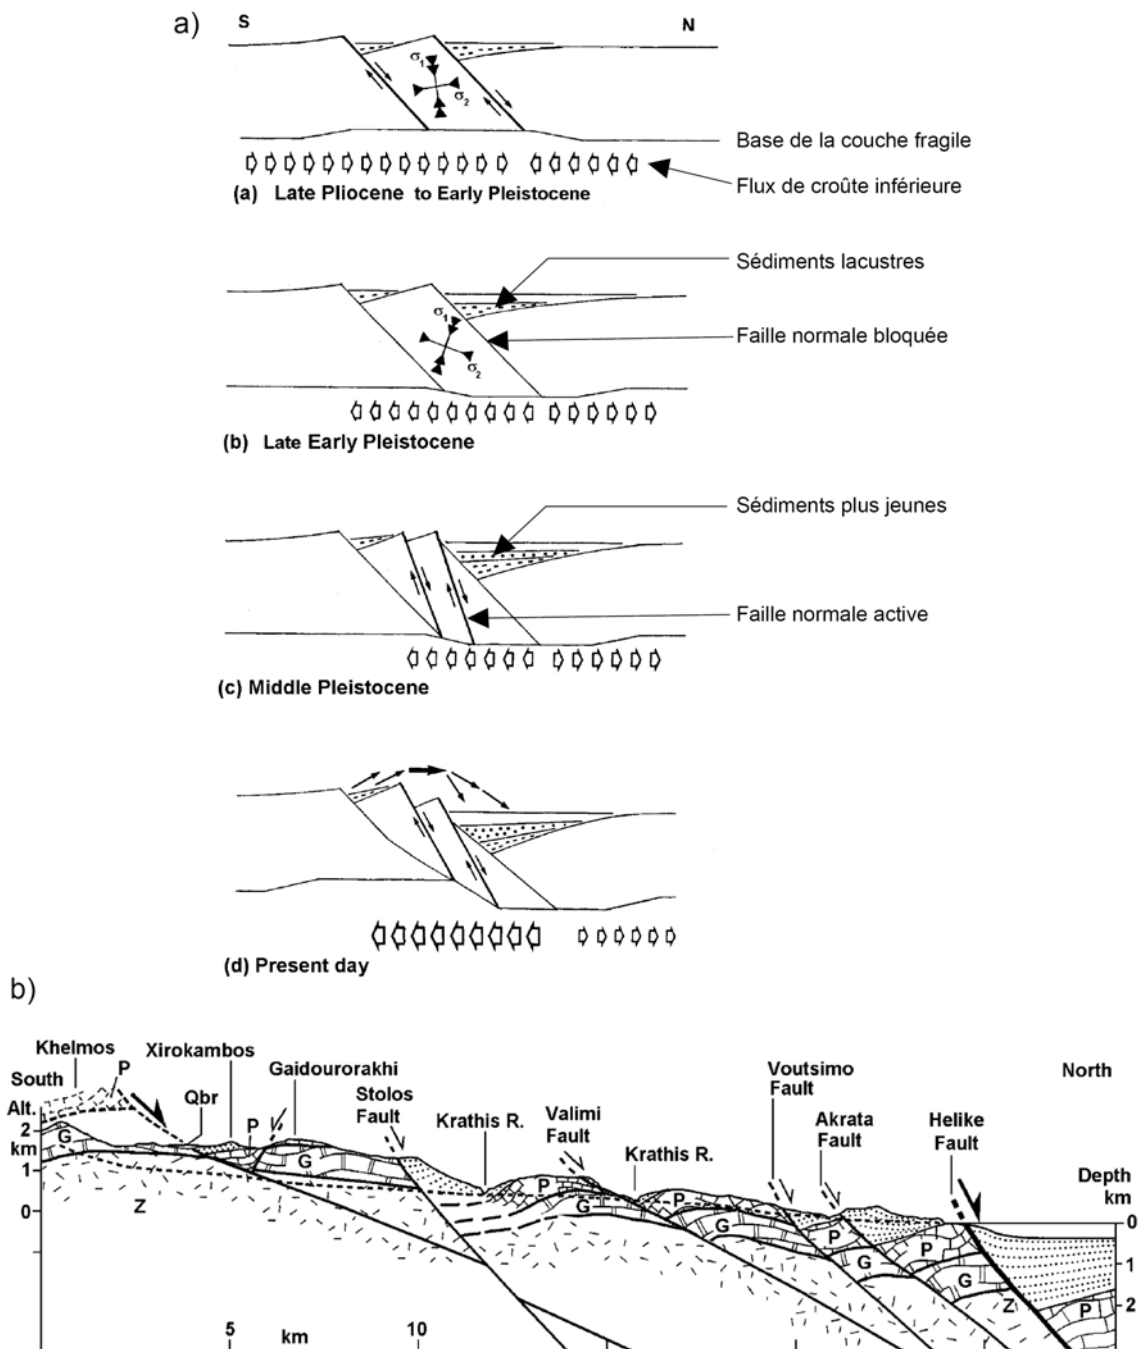 a)
S
N
σ1
σ2
Base de la couche fragile
Flux de croûte inférieure
(a) Late Pliocene to Early Pleistocene
Sédiments lacustres
σ1
Faille normale bloquée
σ2
(b) Late Early Pleistocene
Sédiments plus jeunes
Faille normale active
(c) Middle Pleistocene
(d) Present day
b)
Khelmos
Xirokambos
South
P
Gaidourorakhi
Voutsimo
Fault
North
Alt.
Qbr
P
Stolos
Fault
Krathis R.
Valimi
Fault
Krathis R.
Akrata
Fault
Helike
Fault
2
km
G
G
P
P
Depth
km
1
Z
G
G
P
P
0
0
G
G
1
Z
P
2
5
km
10